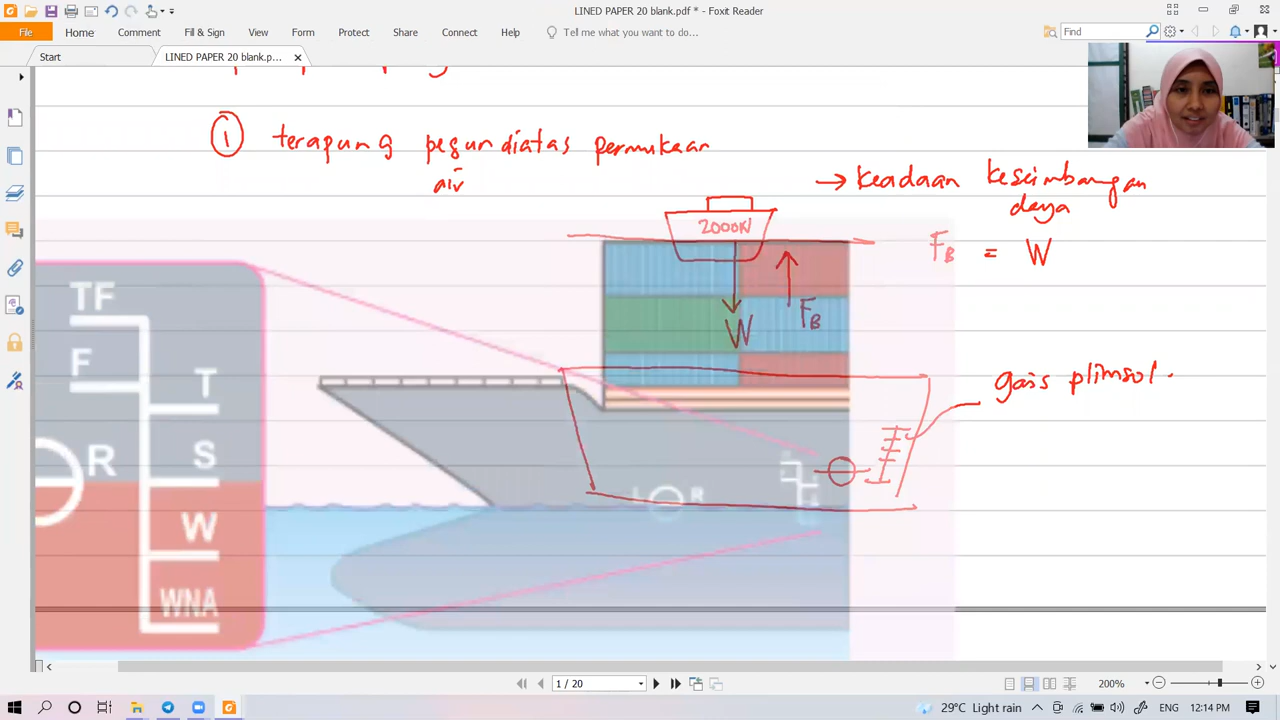 LINED PAPER 20 blank.pdf * - Foxit Reader
File
Home
Comment
Fill & Sign
View
Form
Protect
Share
Connect
Help
Tell me what you want to do...
Find
Start
LINED PAPER 20 blank.p...
1 terapung pegun diatas permukaan
air
→ keadaan keseimbangan
daya
2000N
F_B = W
W
F_B
garis plimsol.
TF
F
T
R
S
W
WNA
L R
1 / 20
200%
29°C Light rain
ENG
12:14 PM